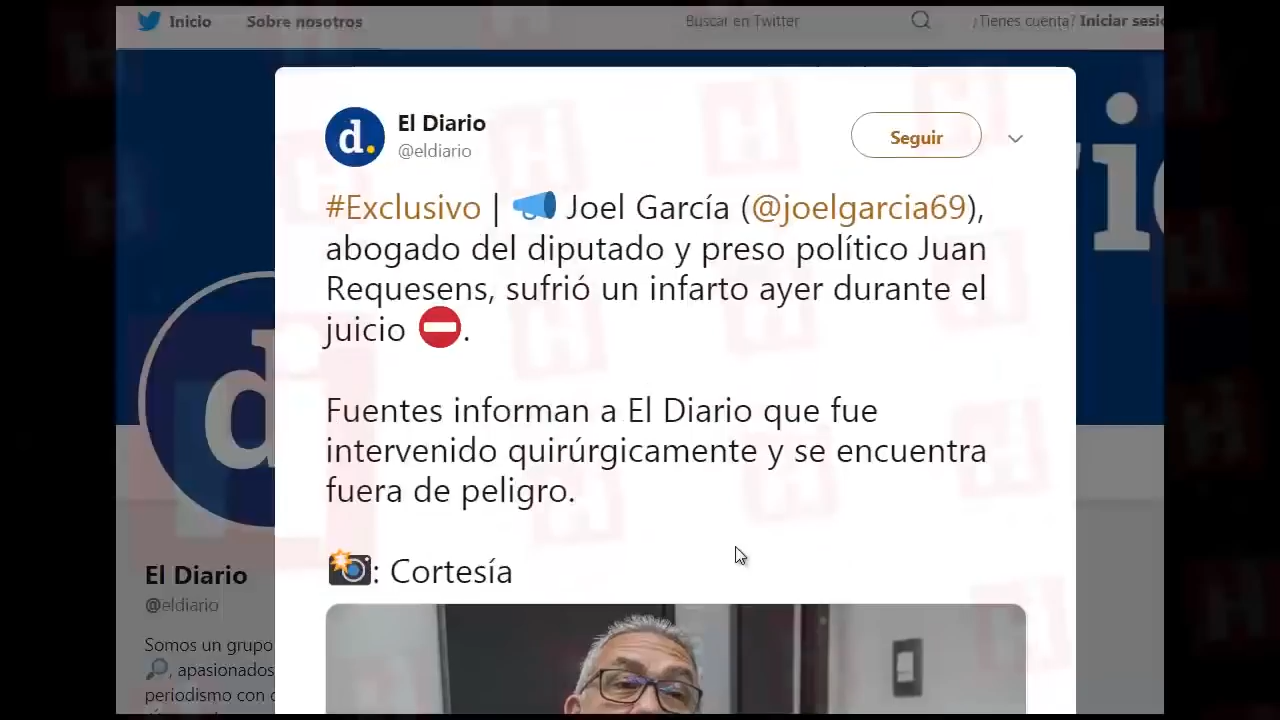 Inicio Sobre nosotros Buscar en Twitter ¿Tienes cuenta? Iniciar sesió
El Diario
@eldiario
Seguir
#Exclusivo | Joel García (@joelgarcia69),
abogado del diputado y preso político Juan
Requesens, sufrió un infarto ayer durante el
juicio.
Fuentes informan a El Diario que fue
intervenido quirúrgicamente y se encuentra
fuera de peligro.
: Cortesía
d.
d
El Diario
@eldiario
Somos un grupo
, apasionados
periodismo con